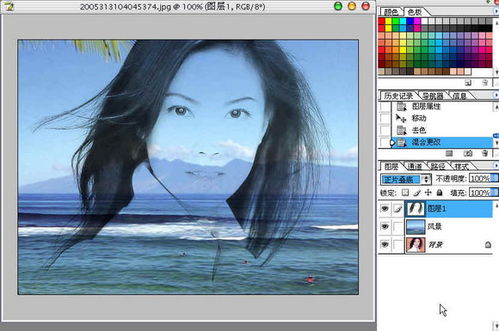 2005313104045374.jpg @ 100% (图层1, RGB/8*)
颜色 色板
历史记录 导航器 信息
图层属性
移动
去色
混合更改
图层 通道 路径 样式
正片叠底 不透明度: 100%
锁定: 填充: 100%
图层1
风景
背景